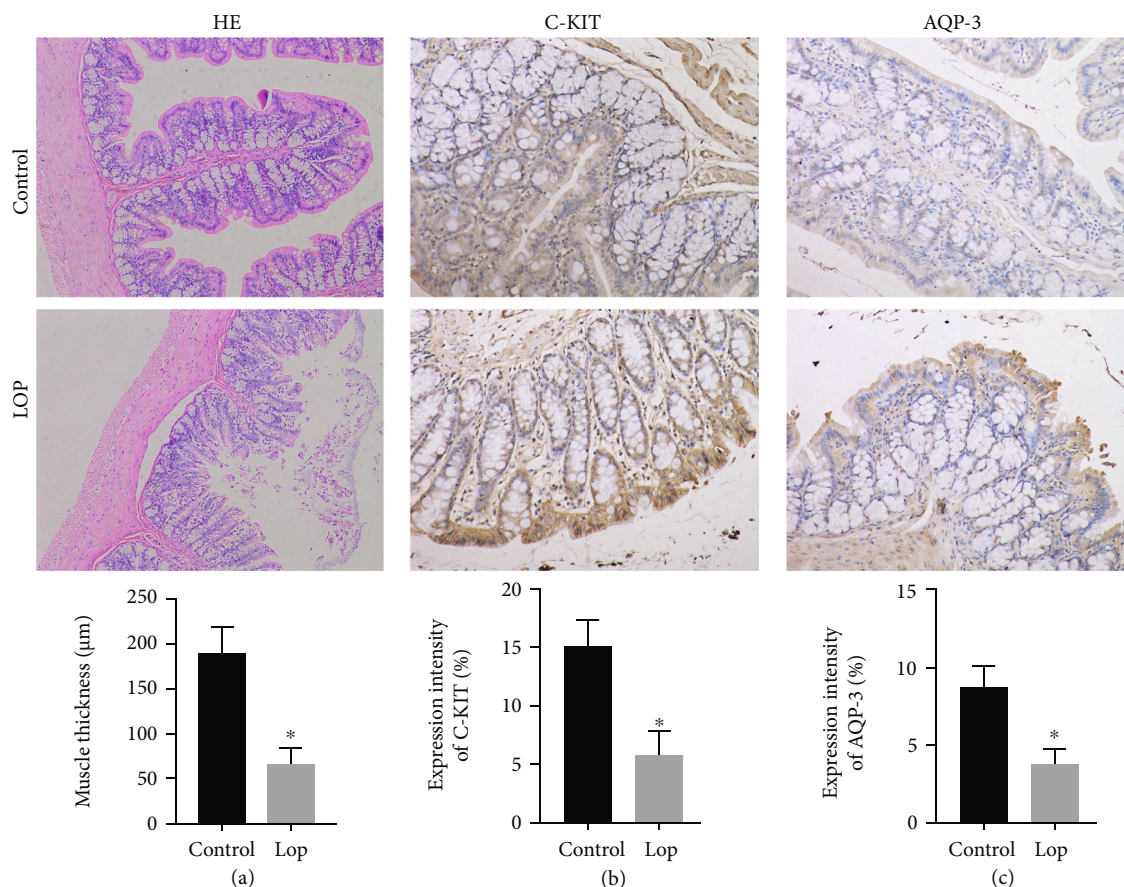 HE
C-KIT
AQP-3
Control
LOP
Muscle thickness (μm)
250
200
150
100
50
0
*
Control Lop
(a)
Expression intensity
of C-KIT (%)
20
15
10
5
0
*
Control Lop
(b)
Expression intensity
of AQP-3 (%)
15
10
5
0
*
Control Lop
(c)